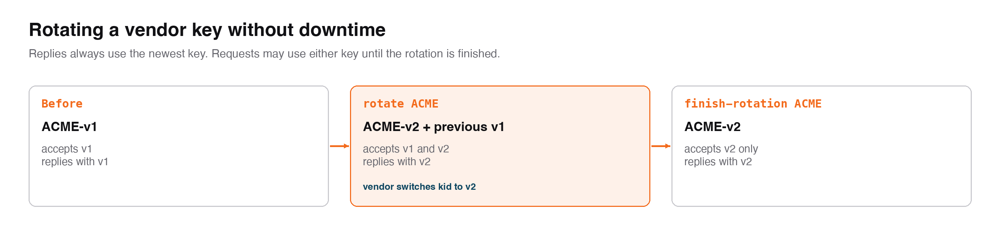 Rotating a vendor key without downtime
Replies always use the newest key. Requests may use either key until the rotation is finished.
Before
ACME-v1
accepts v1
replies with v1
rotate ACME
ACME-v2 + previous v1
accepts v1 and v2
replies with v2
vendor switches kid to v2
finish-rotation ACME
ACME-v2
accepts v2 only
replies with v2